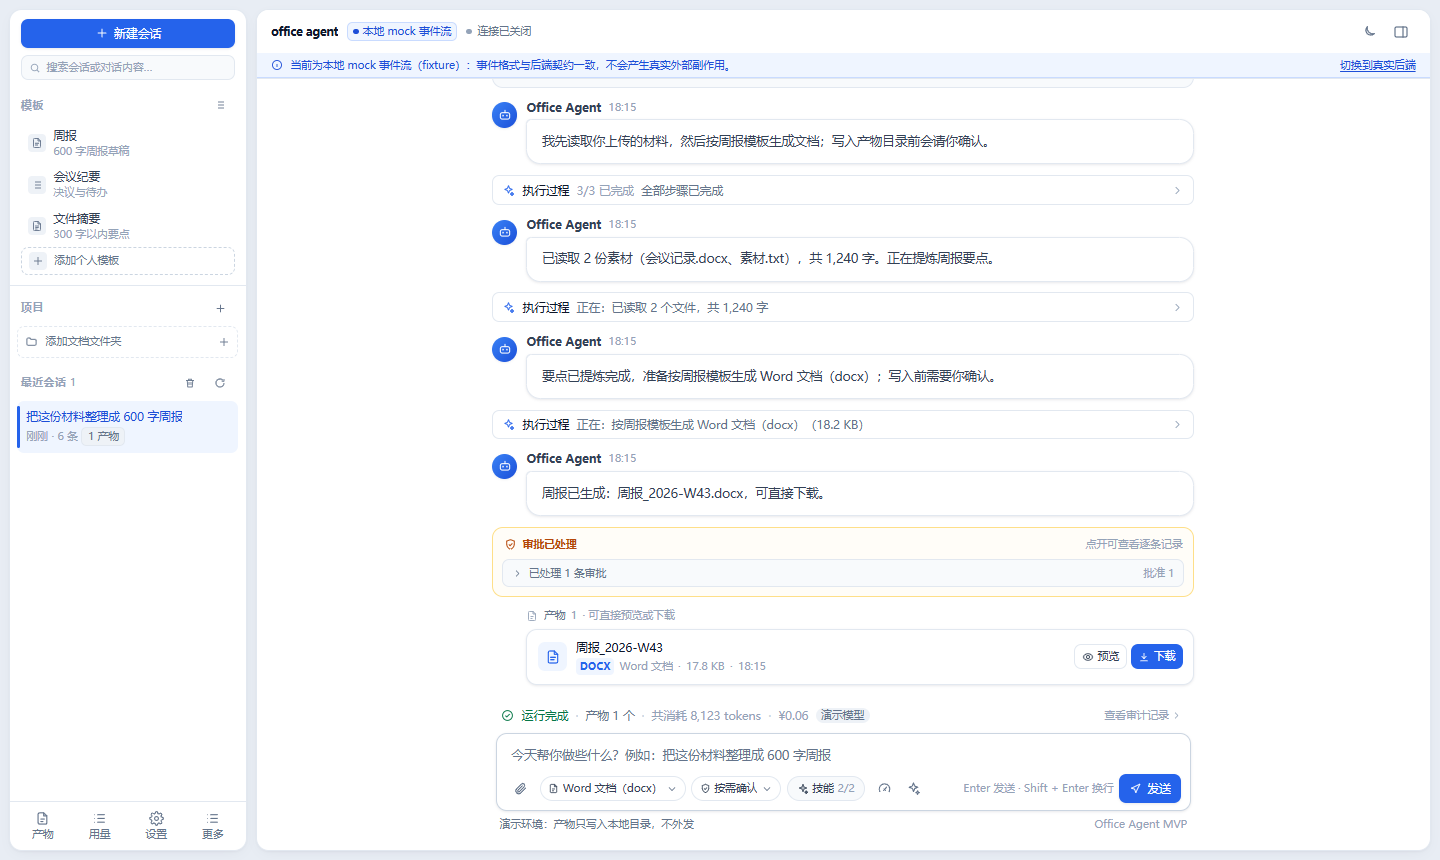 新建会话
搜索会话或对话内容...
模板
周报
600 字周报草稿
会议纪要
决议与待办
文件摘要
300 字以内要点
添加个人模板
项目
添加文档文件夹
最近会话 1
把这份材料整理成 600 字周报
刚刚 · 6 条 1 产物
产物 用量 设置 更多
office agent 本地 mock 事件流 连接已关闭
当前为本地 mock 事件流（fixture）：事件格式与后端契约一致，不会产生真实外部副作用。 切换到真实后端
Office Agent 18:15
我先读取你上传的材料，然后按周报模板生成文档；写入产物目录前会请你确认。
执行过程 3/3 已完成 全部步骤已完成
Office Agent 18:15
已读取 2 份素材（会议记录.docx、素材.txt），共 1,240 字。正在提炼周报要点。
执行过程 正在：已读取 2 个文件，共 1,240 字
Office Agent 18:15
要点已提炼完成，准备按周报模板生成 Word 文档（docx）；写入前需要你确认。
执行过程 正在：按周报模板生成 Word 文档（docx）（18.2 KB）
Office Agent 18:15
周报已生成：周报_2026-W43.docx，可直接下载。
审批已处理 点开可查看逐条记录
已处理 1 条审批 批准 1
产物 1 · 可直接预览或下载
周报_2026-W43
DOCX Word 文档 · 17.8 KB · 18:15
预览 下载
运行完成 · 产物 1 个 · 共消耗 8,123 tokens · ¥0.06 演示模型 查看审计记录
今天帮你做些什么？例如：把这份材料整理成 600 字周报
Word 文档（docx） 按需确认 技能 2/2 Enter 发送 · Shift + Enter 换行 发送
演示环境：产物只写入本地目录，不外发 Office Agent MVP